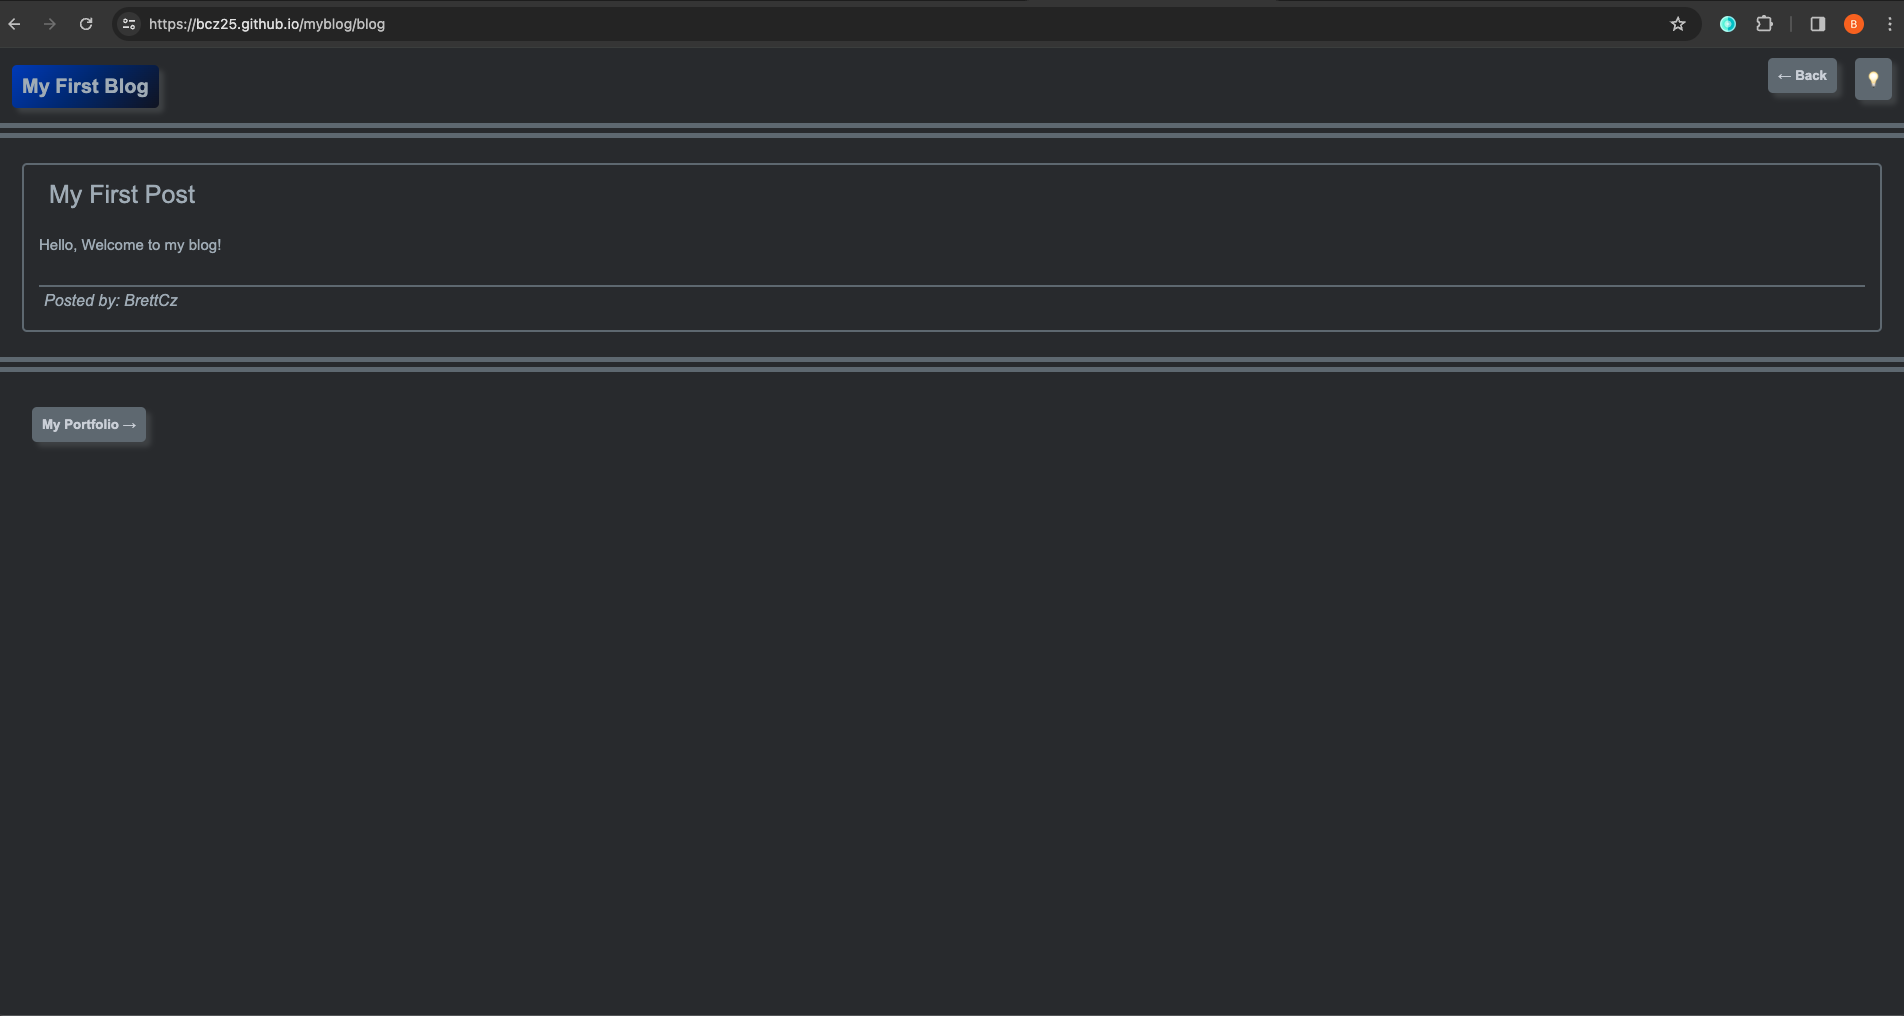 https://bcz25.github.io/myblog/blog
B
My First Blog
← Back
My First Post
Hello, Welcome to my blog!
Posted by: BrettCz
My Portfolio →